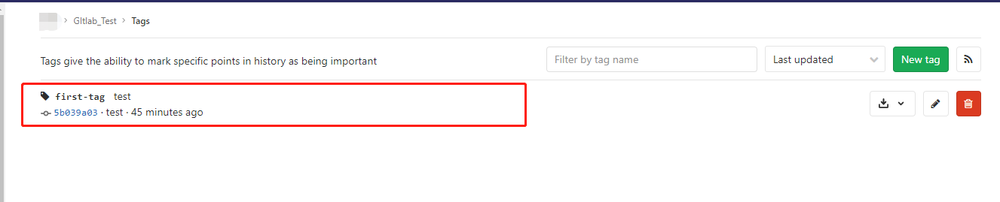 GItlab_Test > Tags
Tags give the ability to mark specific points in history as being important
Filter by tag name
Last updated
New tag
first-tag test
5b039a03 · test · 45 minutes ago